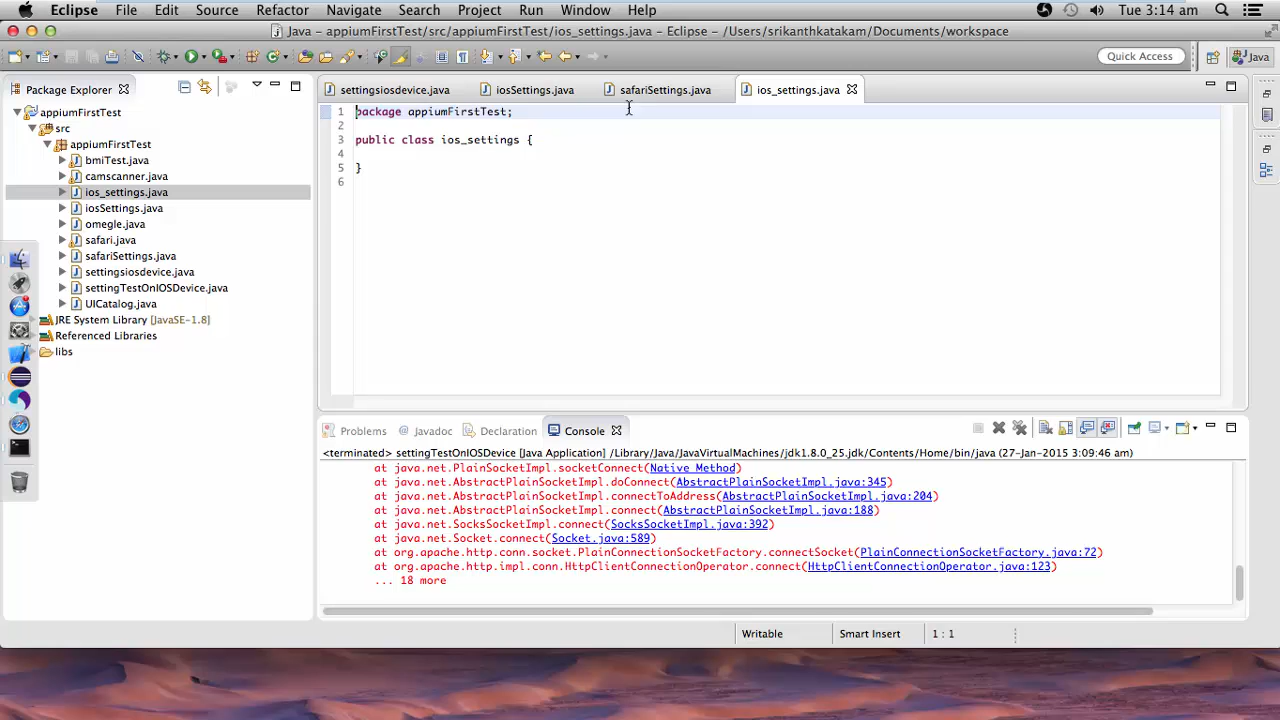 Eclipse File Edit Source Refactor Navigate Search Project Run Window Help Tue 3:14 am
Java - appiumFirstTest/src/appiumFirstTest/ios_settings.java - Eclipse - /Users/srikanthkatakam/Documents/workspace
Quick Access Java
Package Explorer
appiumFirstTest
src
appiumFirstTest
bmiTest.java
camscanner.java
ios_settings.java
iosSettings.java
omegle.java
safari.java
safariSettings.java
settingsiosdevice.java
settingTestOnIOSDevice.java
UICatalog.java
JRE System Library [JavaSE-1.8]
Referenced Libraries
libs
settingsiosdevice.java iosSettings.java safariSettings.java ios_settings.java
1 package appiumFirstTest;
2
3 public class ios_settings {
4
5 }
6
Problems Javadoc Declaration Console
<terminated> settingTestOnIOSDevice [Java Application] /Library/Java/JavaVirtualMachines/jdk1.8.0_25.jdk/Contents/Home/bin/java (27-Jan-2015 3:09:46 am)
at java.net.PlainSocketImpl.socketConnect(Native Method)
at java.net.AbstractPlainSocketImpl.doConnect(AbstractPlainSocketImpl.java:345)
at java.net.AbstractPlainSocketImpl.connectToAddress(AbstractPlainSocketImpl.java:204)
at java.net.AbstractPlainSocketImpl.connect(AbstractPlainSocketImpl.java:188)
at java.net.SocksSocketImpl.connect(SocksSocketImpl.java:392)
at java.net.Socket.connect(Socket.java:589)
at org.apache.http.conn.socket.PlainConnectionSocketFactory.connectSocket(PlainConnectionSocketFactory.java:72)
at org.apache.http.impl.conn.HttpClientConnectionOperator.connect(HttpClientConnectionOperator.java:123)
... 18 more
Writable Smart Insert 1 : 1